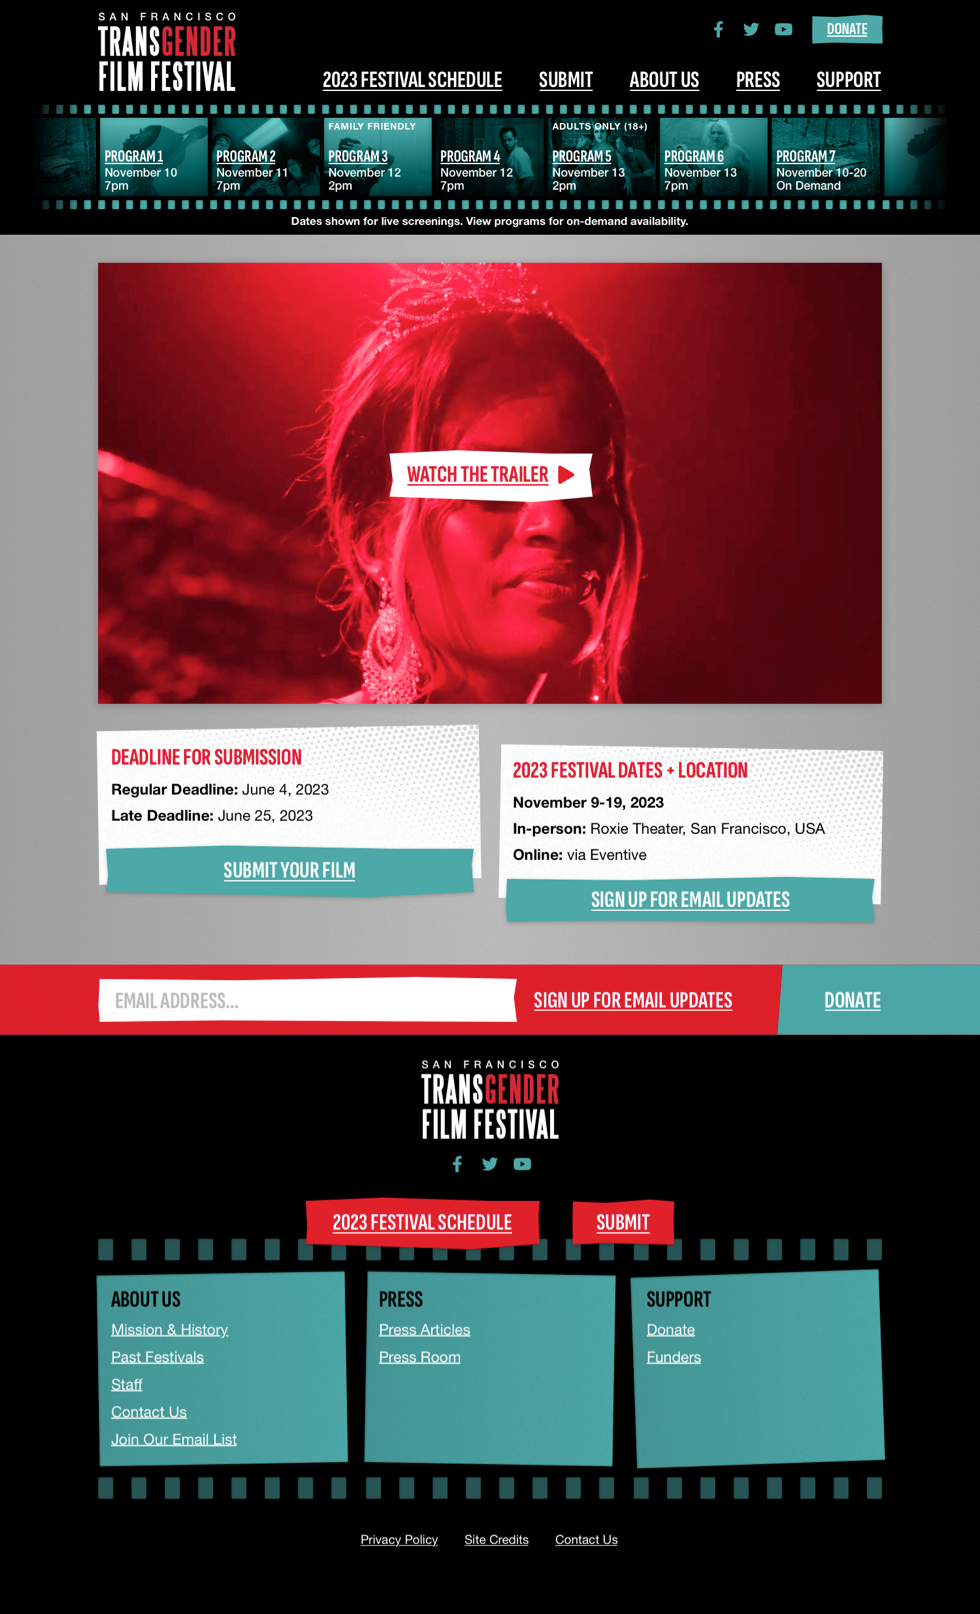 SAN FRANCISCO
TRANSGENDER
FILM FESTIVAL
DONATE
2023 FESTIVAL SCHEDULE
SUBMIT
ABOUT US
PRESS
SUPPORT
PROGRAM 1
November 10
7pm
PROGRAM 2
November 11
7pm
FAMILY FRIENDLY
PROGRAM 3
November 12
2pm
PROGRAM 4
November 12
7pm
ADULTS ONLY (18+)
PROGRAM 5
November 13
2pm
PROGRAM 6
November 13
7pm
PROGRAM 7
November 10-20
On Demand
Dates shown for live screenings. View programs for on-demand availability.
WATCH THE TRAILER
DEADLINE FOR SUBMISSION
Regular Deadline: June 4, 2023
Late Deadline: June 25, 2023
SUBMIT YOUR FILM
2023 FESTIVAL DATES + LOCATION
November 9-19, 2023
In-person: Roxie Theater, San Francisco, USA
Online: via Eventive
SIGN UP FOR EMAIL UPDATES
EMAIL ADDRESS...
SIGN UP FOR EMAIL UPDATES
DONATE
SAN FRANCISCO
TRANSGENDER
FILM FESTIVAL
2023 FESTIVAL SCHEDULE
SUBMIT
ABOUT US
Mission & History
Past Festivals
Staff
Contact Us
Join Our Email List
PRESS
Press Articles
Press Room
SUPPORT
Donate
Funders
Privacy Policy
Site Credits
Contact Us